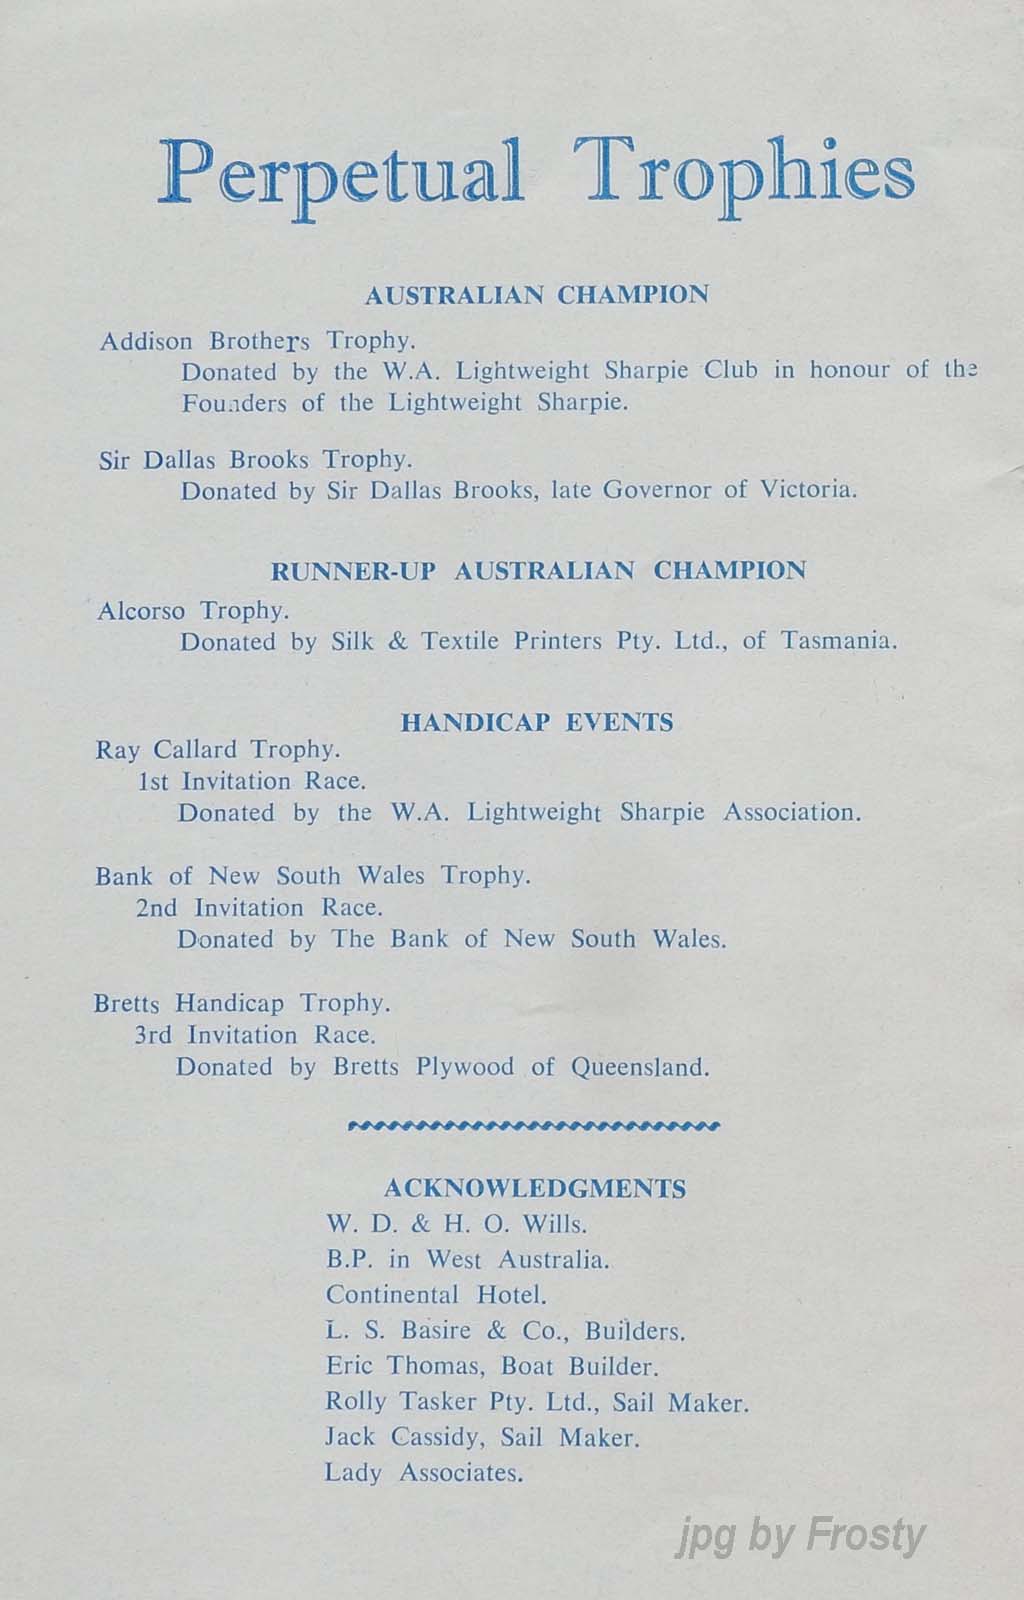 Perpetual Trophies
AUSTRALIAN CHAMPION
Addison Brothers Trophy.
Donated by the W.A. Lightweight Sharpie Club in honour of the
Founders of the Lightweight Sharpie.
Sir Dallas Brooks Trophy.
Donated by Sir Dallas Brooks, late Governor of Victoria.
RUNNER-UP AUSTRALIAN CHAMPION
Alcorso Trophy.
Donated by Silk & Textile Printers Pty. Ltd., of Tasmania.
HANDICAP EVENTS
Ray Callard Trophy.
1st Invitation Race.
Donated by the W.A. Lightweight Sharpie Association.
Bank of New South Wales Trophy.
2nd Invitation Race.
Donated by The Bank of New South Wales.
Bretts Handicap Trophy.
3rd Invitation Race.
Donated by Bretts Plywood of Queensland.
ACKNOWLEDGMENTS
W. D. & H. O. Wills.
B.P. in West Australia.
Continental Hotel.
L. S. Basire & Co., Builders.
Eric Thomas, Boat Builder.
Rolly Tasker Pty. Ltd., Sail Maker.
Jack Cassidy, Sail Maker.
Lady Associates.
jpg by Frosty